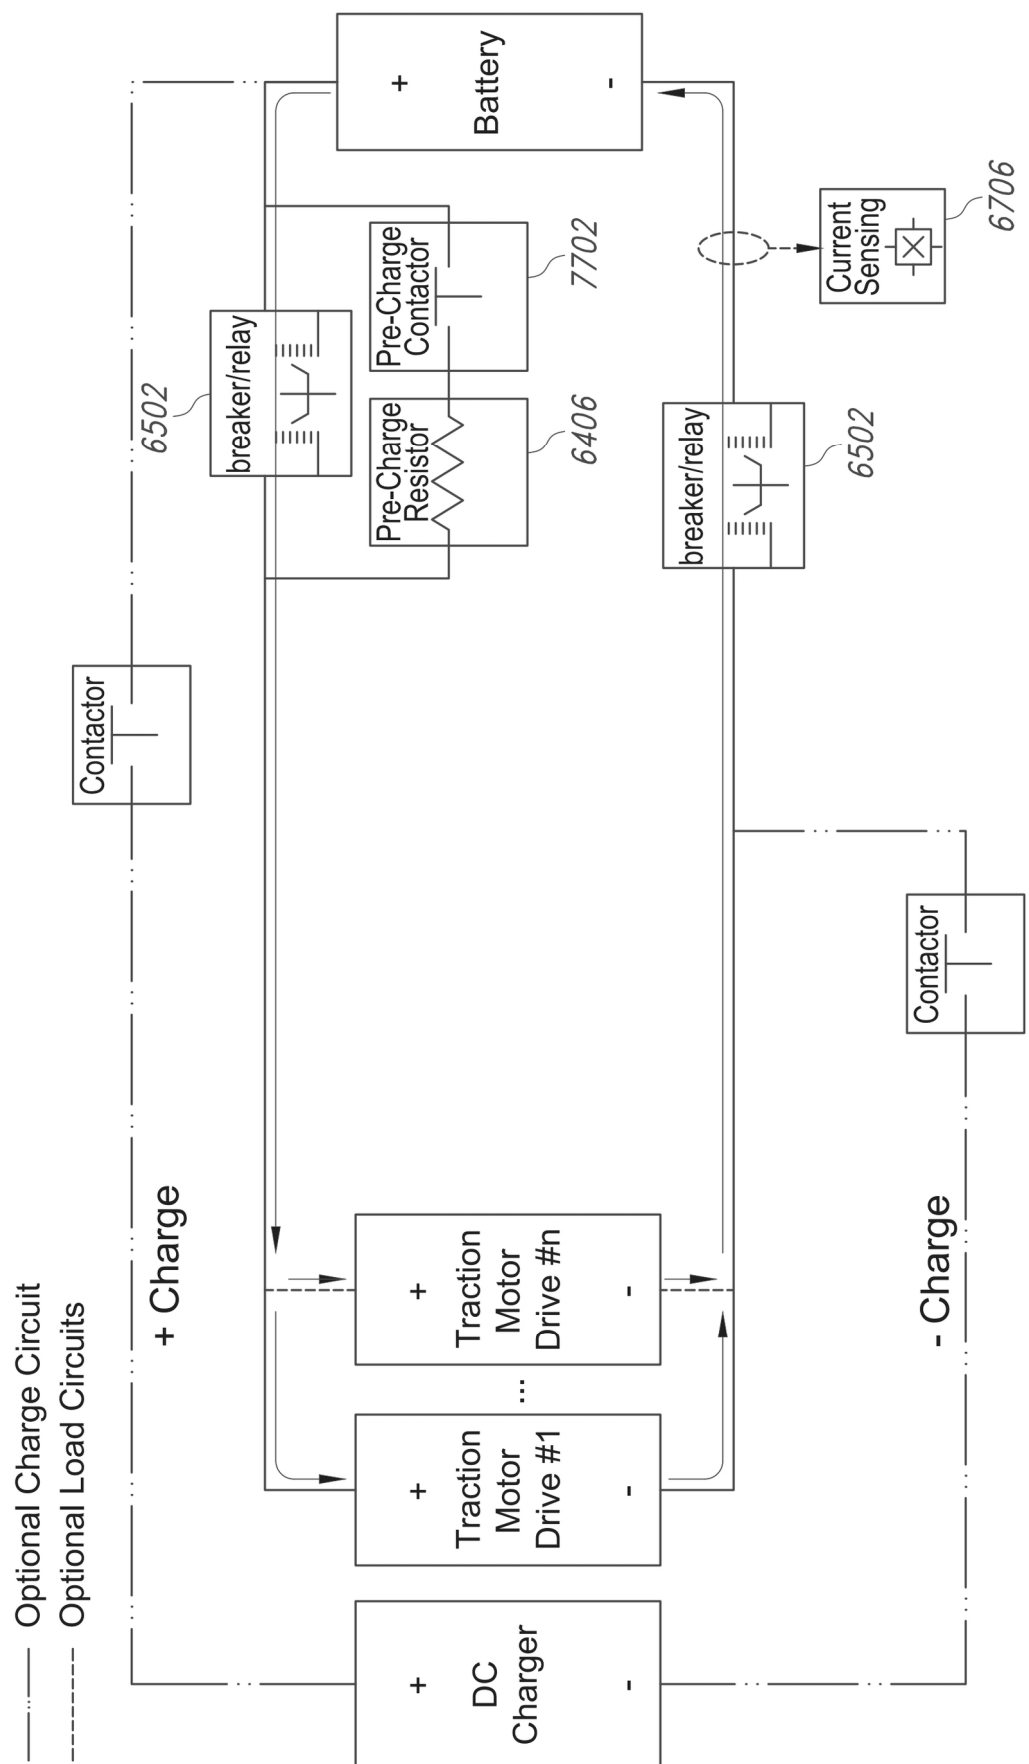 Optional Charge Circuit
Optional Load Circuits
+ Charge
Contactor
6502
breaker/relay
Pre-Charge
Resistor
6406
Pre-Charge
Contactor
7702
+
Battery
-
DC
Charger
+
-
Traction
Motor
Drive #1
+
-
...
Traction
Motor
Drive #n
+
-
breaker/relay
6502
Current
Sensing
6706
- Charge
Contactor